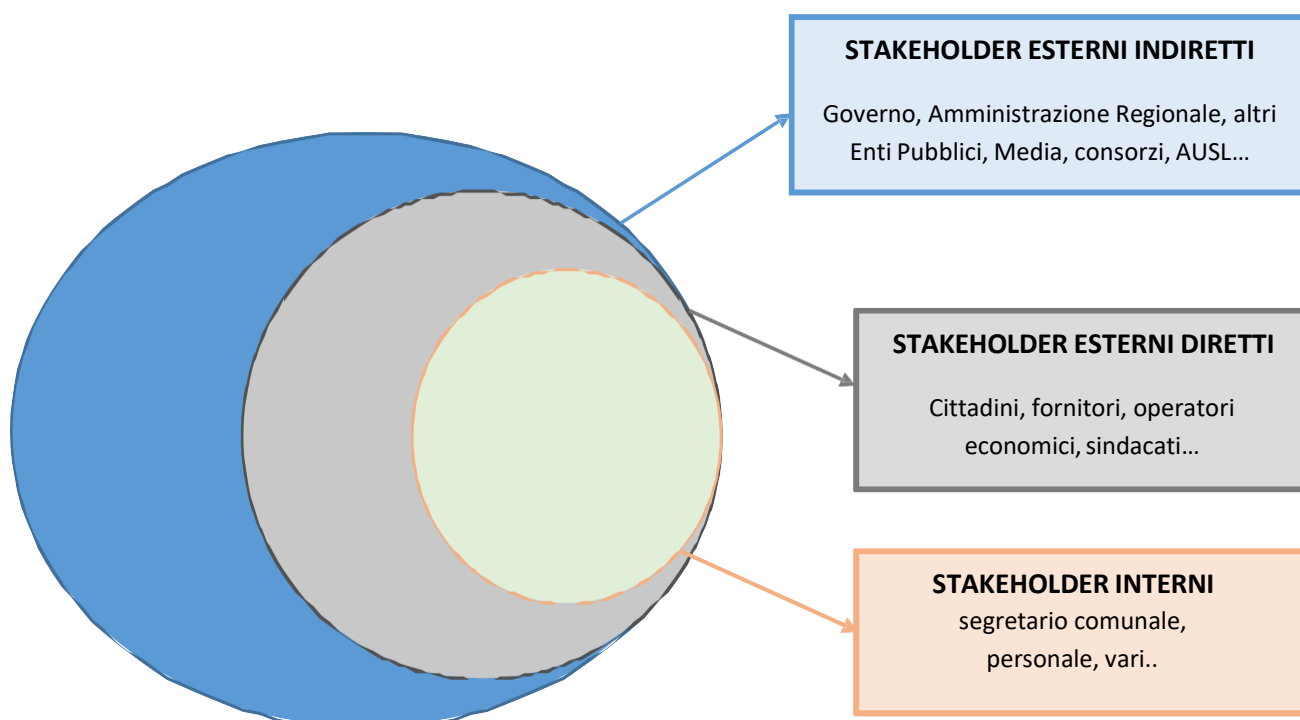 STAKEHOLDER ESTERNI INDIRETTI
Governo, Amministrazione Regionale, altri
Enti Pubblici, Media, consorzi, AUSL…
STAKEHOLDER ESTERNI DIRETTI
Cittadini, fornitori, operatori
economici, sindacati…
STAKEHOLDER INTERNI
segretario comunale,
personale, vari..